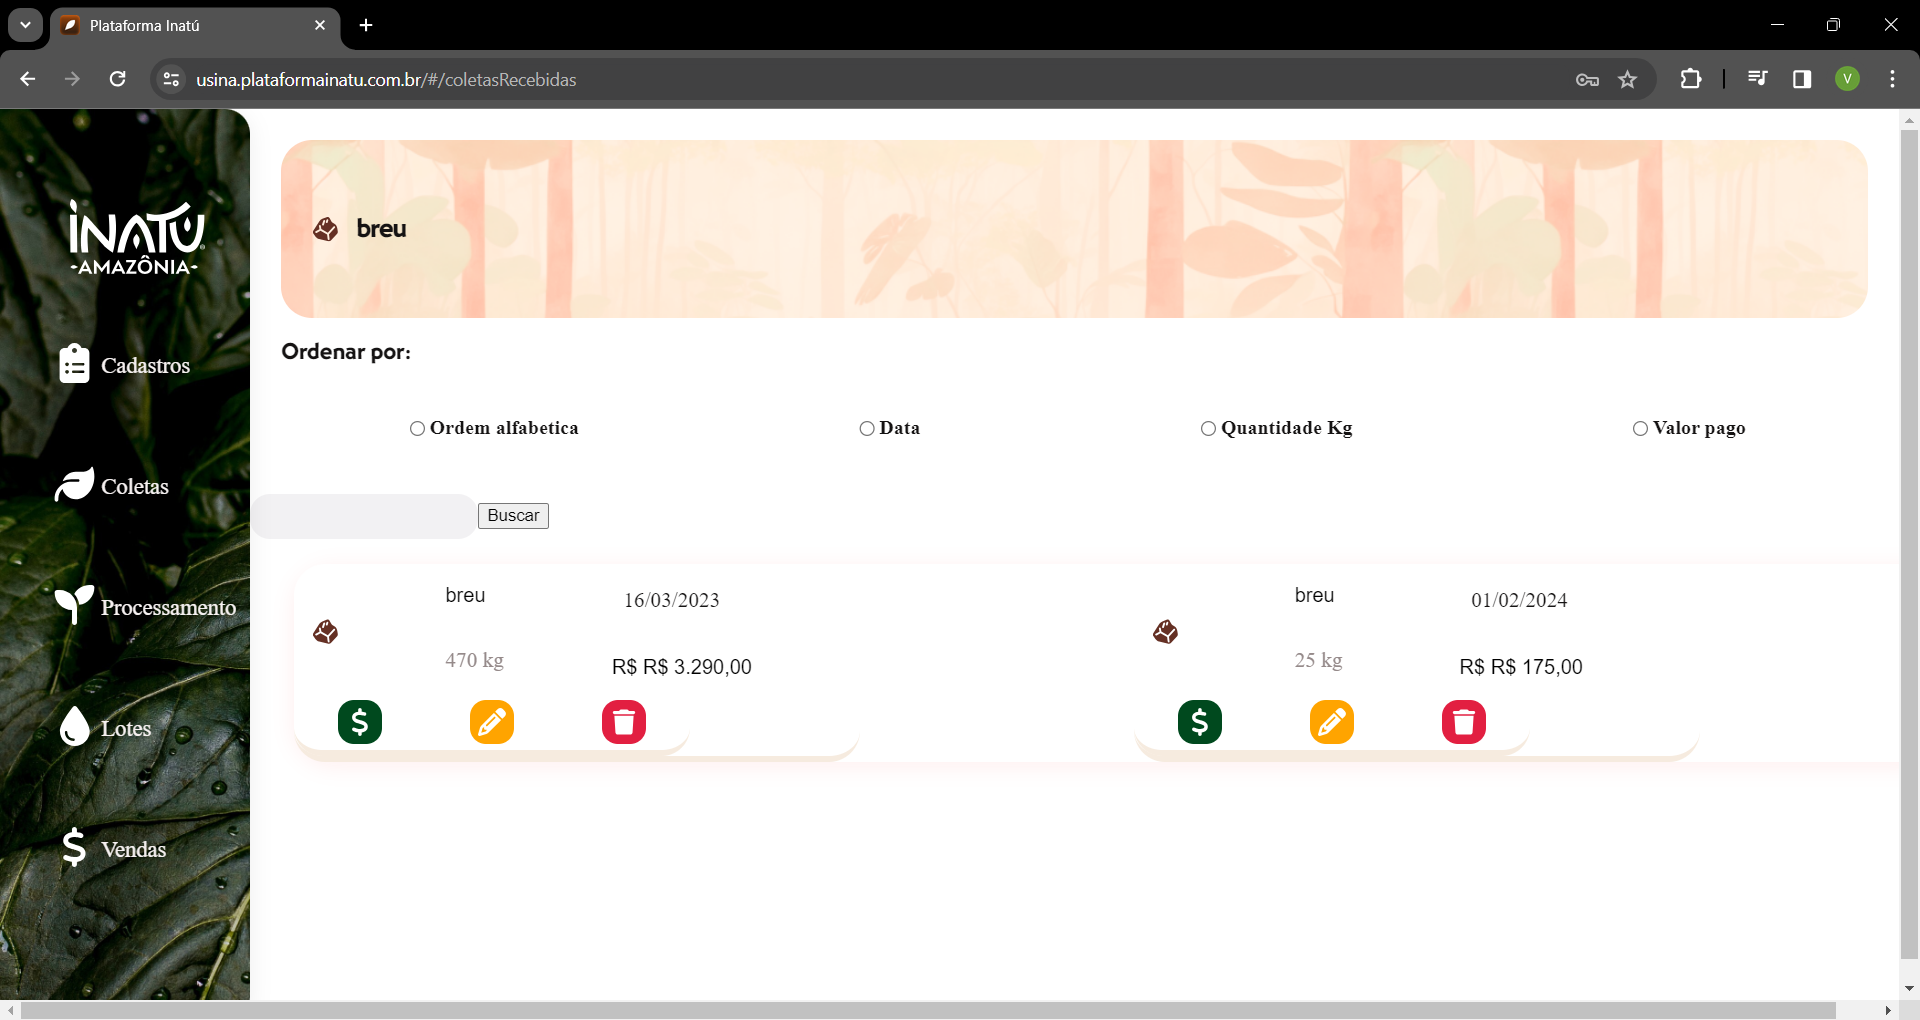 Plataforma Inatú
usina.plataformainatu.com.br/#/coletasRecebidas
V
INATÚ
-AMAZÔNIA-
Cadastros
Coletas
Processamento
Lotes
Vendas
breu
Ordenar por:
Ordem alfabetica Data Quantidade Kg Valor pago
Buscar
breu 16/03/2023
470 kg R$ R$ 3.290,00
breu 01/02/2024
25 kg R$ R$ 175,00